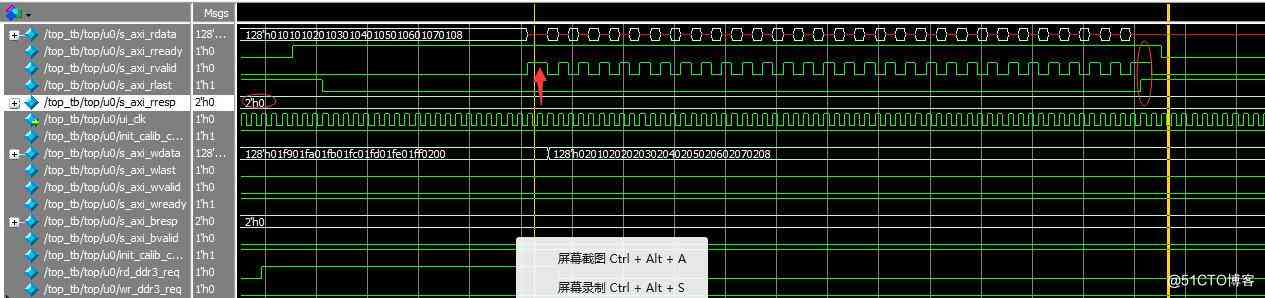 Msgs
/top_tb/top/u0/s_axi_rdata 128'... 128'h01010102010301040105010601070108
/top_tb/top/u0/s_axi_rready 1'h0
/top_tb/top/u0/s_axi_rvalid 1'h0
/top_tb/top/u0/s_axi_rlast 1'h1
/top_tb/top/u0/s_axi_rresp 2'h0 2'h0
/top_tb/top/u0/ui_clk 1'h0
/top_tb/top/u0/init_calib_c... 1'h1
/top_tb/top/u0/s_axi_wdata 128'... 128'h01f901fa01fb01fc01fd01fe01ff0200 128'h02010202020302040205020602070208
/top_tb/top/u0/s_axi_wlast 1'h0
/top_tb/top/u0/s_axi_wvalid 1'h0
/top_tb/top/u0/s_axi_wready 1'h1
/top_tb/top/u0/s_axi_bresp 2'h0 2'h0
/top_tb/top/u0/s_axi_bvalid 1'h0
/top_tb/top/u0/init_calib_c... 1'h1
/top_tb/top/u0/rd_ddr3_req 1'h0
/top_tb/top/u0/wr_ddr3_req 1'h0
屏幕截图 Ctrl + Alt + A
屏幕录制 Ctrl + Alt + S
@51CTO博客